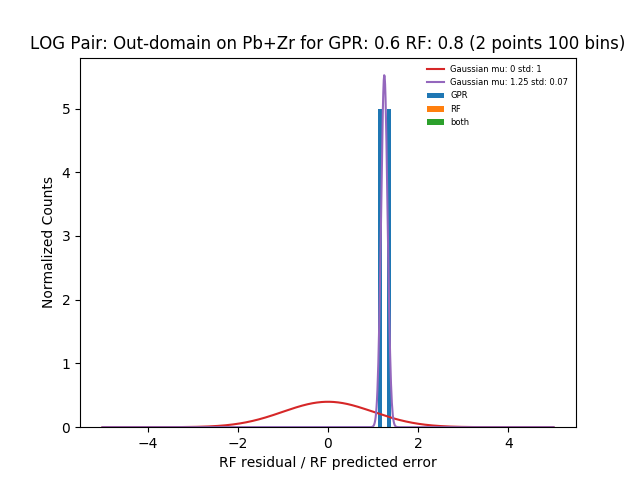 LOG Pair: Out-domain on Pb+Zr for GPR: 0.6 RF: 0.8 (2 points 100 bins)
Gaussian mu: 0 std: 1
Gaussian mu: 1.25 std: 0.07
GPR
RF
both
Normalized Counts
5
4
3
2
1
0
−4 −2 0 2 4
RF residual / RF predicted error